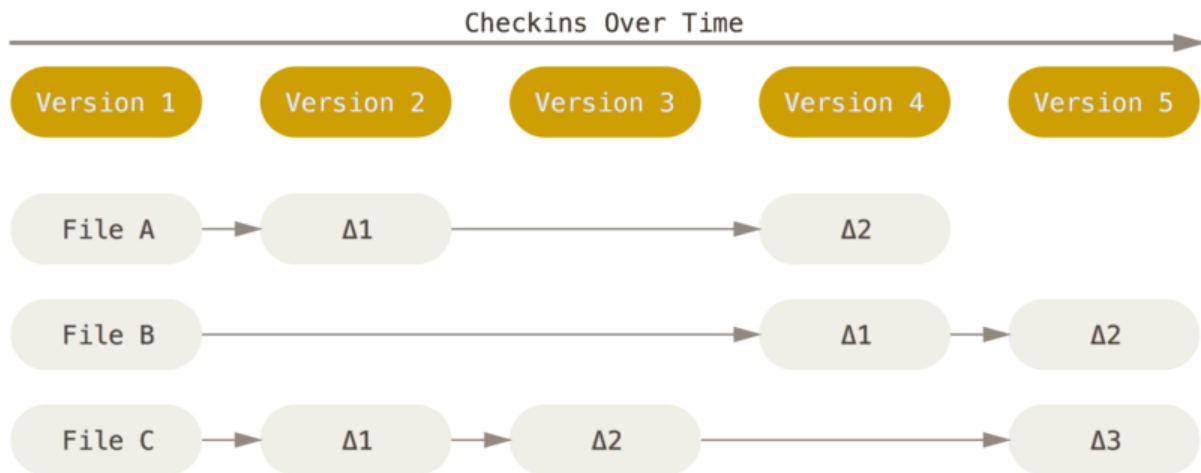 Checkins Over Time
Version 1 Version 2 Version 3 Version 4 Version 5
File A Δ1 Δ2
File B Δ1 Δ2
File C Δ1 Δ2 Δ3